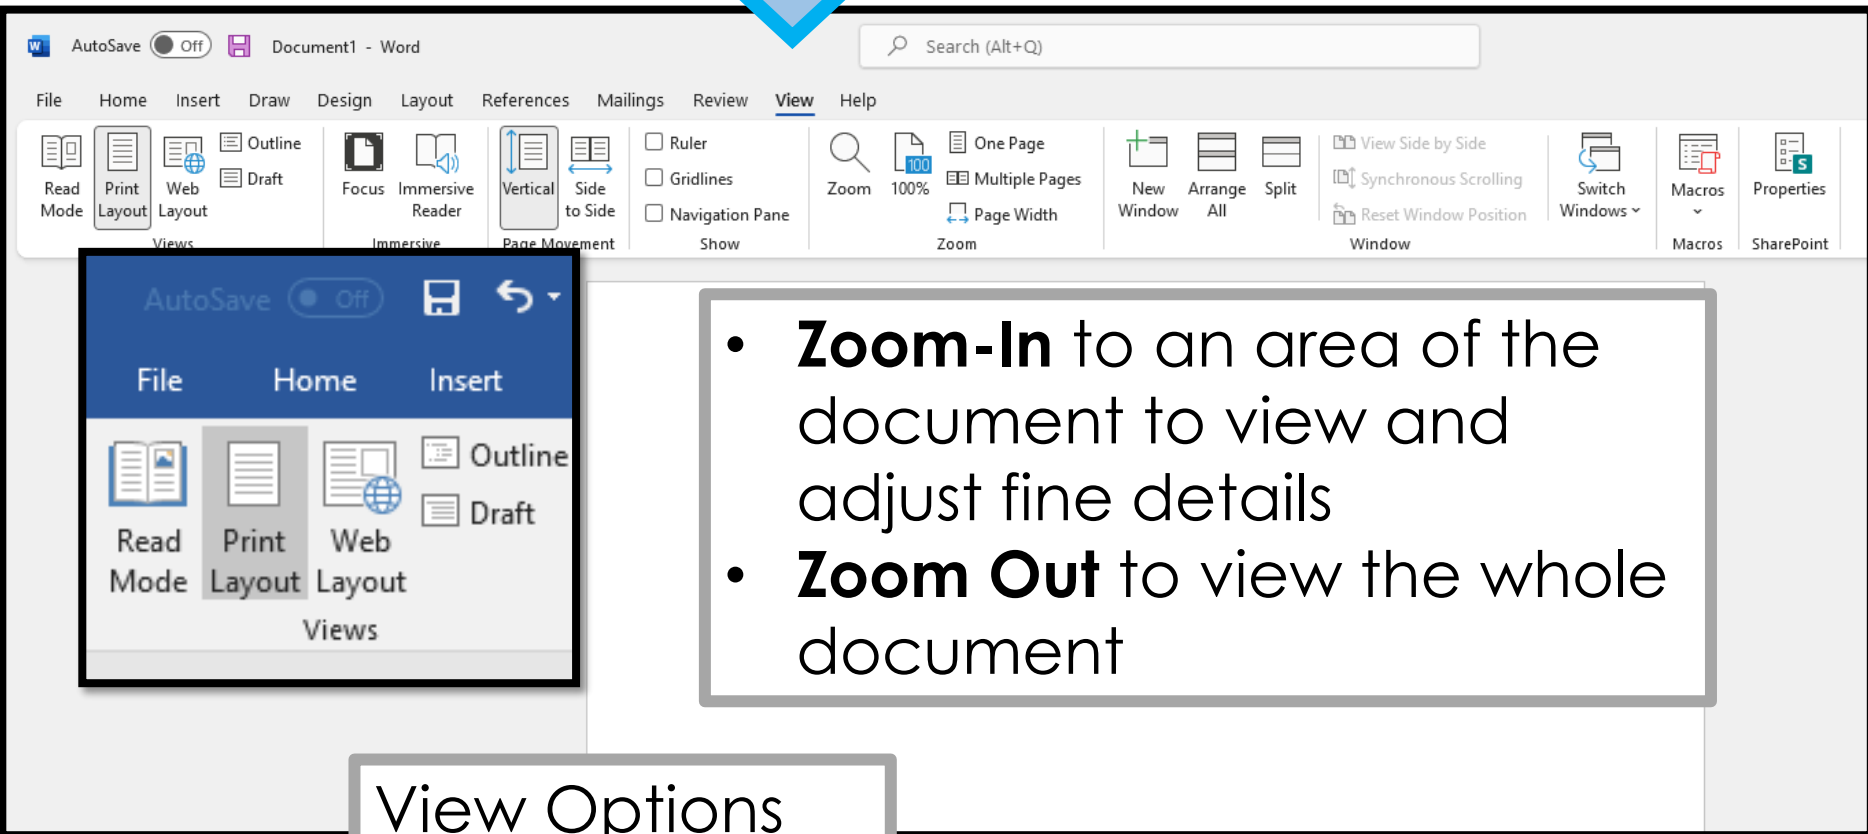 AutoSave Off Document1 - Word Search (Alt+Q)
File Home Insert Draw Design Layout References Mailings Review View Help
Read Mode
Print Layout
Web Layout
Outline
Draft
Views
Focus
Immersive Reader
Immersive
Vertical
Side to Side
Page Movement
Ruler
Gridlines
Navigation Pane
Show
Zoom
100
100%
One Page
Multiple Pages
Page Width
Zoom
New Window
Arrange All
Split
View Side by Side
Synchronous Scrolling
Reset Window Position
Switch Windows
Window
Macros
Macros
S
Properties
SharePoint
AutoSave Off
File Home Insert
Read Mode
Print Layout
Web Layout
Outline
Draft
Views
• Zoom-In to an area of the
document to view and
adjust fine details
• Zoom Out to view the whole
document
View Options